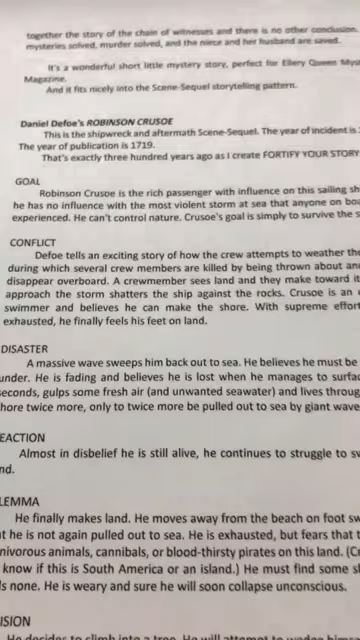 together the story of the chain of witnesses and there is no other conclusion.
mysteries solved, murder solved, and the niece and her husband are saved.
It's a wonderful short little mystery story, perfect for Ellery Queen Myst
Magazine.
And it fits nicely into the Scene-Sequel storytelling pattern.
Daniel Defoe's ROBINSON CRUSOE
This is the shipwreck and aftermath Scene-Sequel. The year of incident is
The year of publication is 1719.
That's exactly three hundred years ago as I create FORTIFY YOUR STORY
GOAL
Robinson Crusoe is the rich passenger with influence on this sailing sh
he has no influence with the most violent storm at sea that anyone on boa
experienced. He can't control nature. Crusoe's goal is simply to survive the s
CONFLICT
Defoe tells an exciting story of how the crew attempts to weather the
during which several crew members are killed by being thrown about an
disappear overboard. A crewmember sees land and they make toward it
approach the storm shatters the ship against the rocks. Crusoe is an
swimmer and believes he can make the shore. With supreme effort
exhausted, he finally feels his feet on land.
DISASTER
A massive wave sweeps him back out to sea. He believes he must be
under. He is fading and believes he is lost when he manages to surfa
seconds, gulps some fresh air (and unwanted seawater) and lives throug
hore twice more, only to twice more be pulled out to sea by giant wave
EACTION
Almost in disbelief he is still alive, he continues to struggle to sw
nd.
LEMMA
He finally makes land. He moves away from the beach on foot sw
t he is not again pulled out to sea. He is exhausted, but fears that t
nivorous animals, cannibals, or blood-thirsty pirates on this land. (Cr
know if this is South America or an island.) He must find some sh
ls none. He is weary and sure he will soon collapse unconscious.
ISION
He decides to climb into a tree. He will attempt to